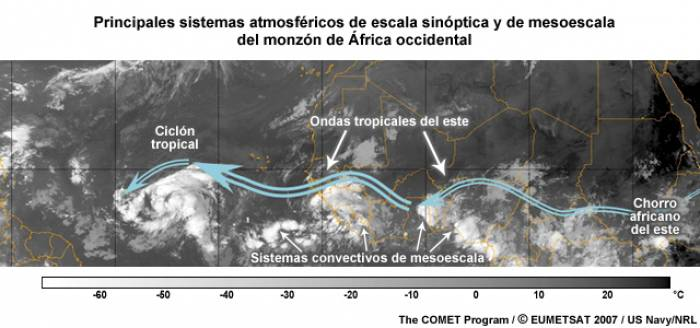 Principales sistemas atmosféricos de escala sinóptica y de mesoescala
del monzón de África occidental
Ondas tropicales del este
Ciclón
tropical
Chorro
africano
del este
Sistemas convectivos de mesoescala
-60 -50 -40 -30 -20 -10 0 10 20 °C
The COMET Program / © EUMETSAT 2007 / US Navy/NRL